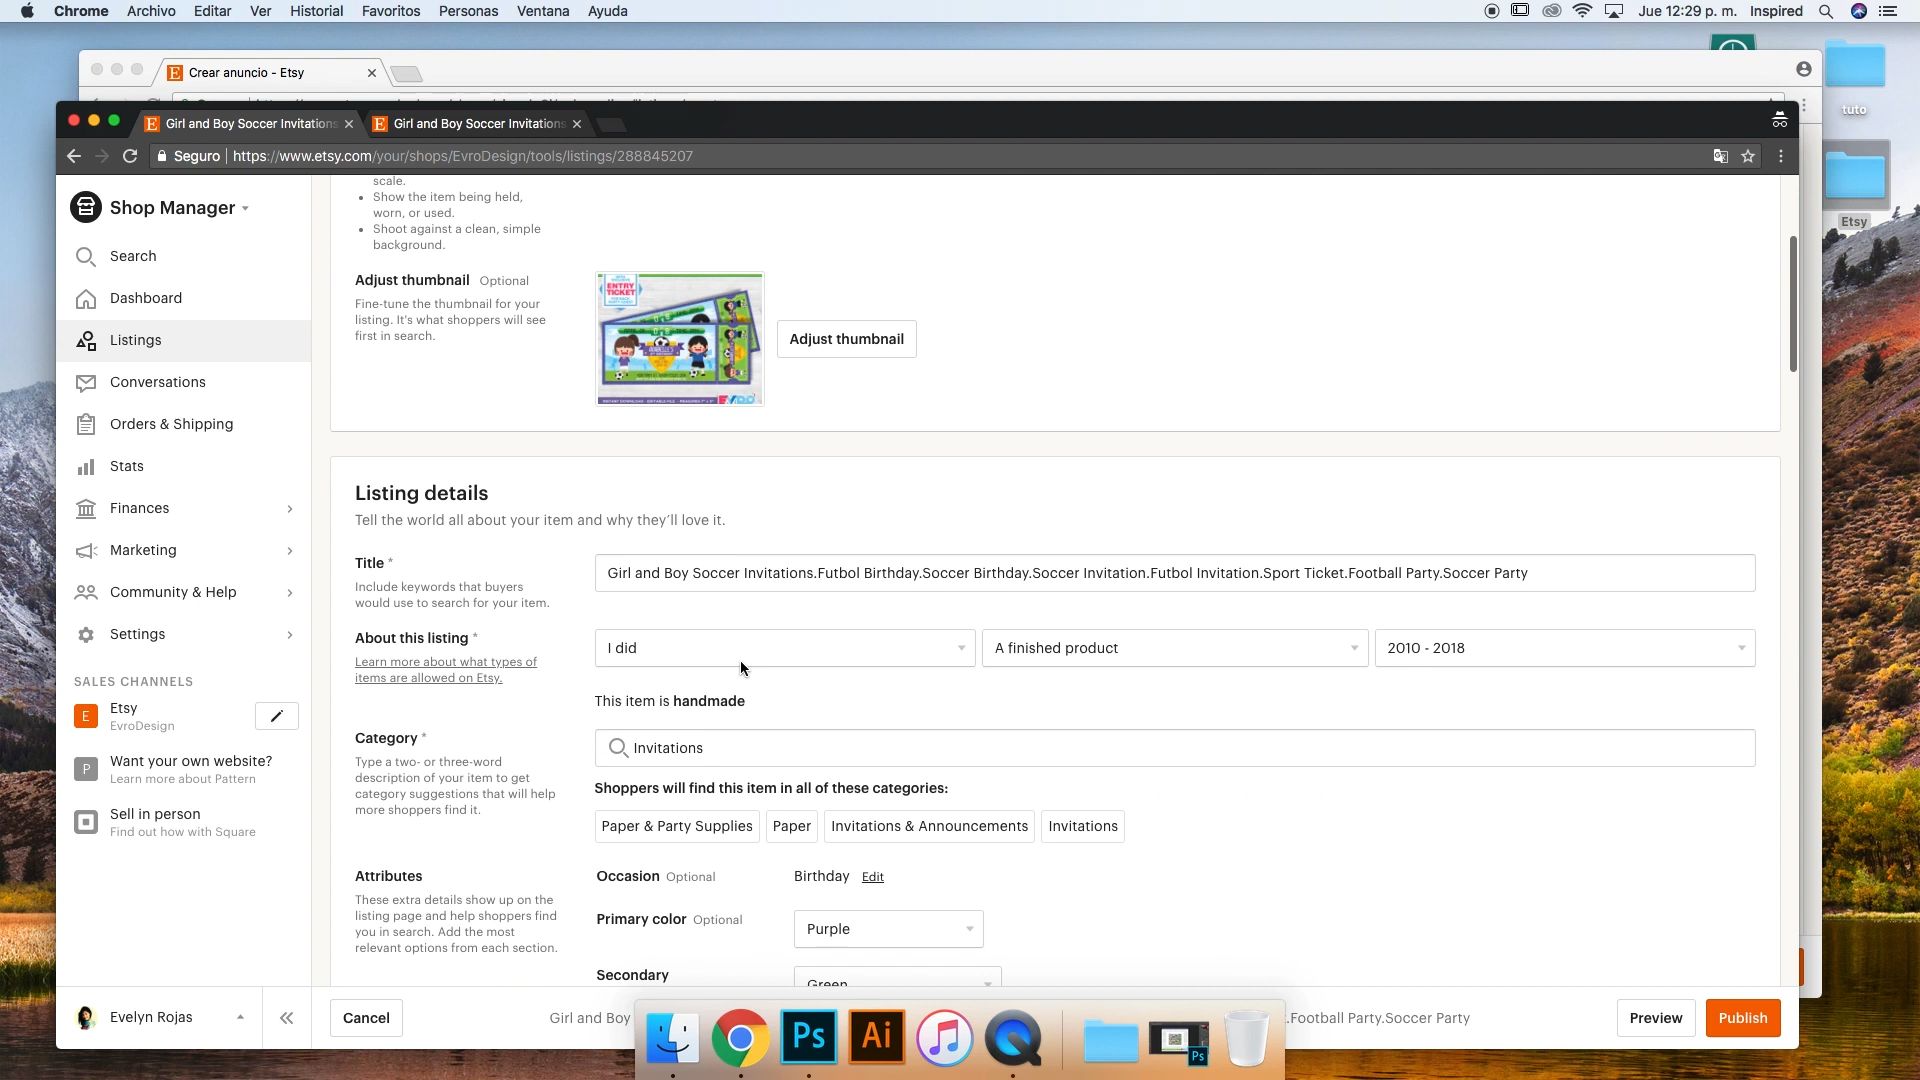 Chrome Archivo Editar Ver Historial Favoritos Personas Ventana Ayuda
Jue 12:29 p. m. Inspired
Crear anuncio - Etsy
tuto
Etsy
Girl and Boy Soccer Invitations
Girl and Boy Soccer Invitations
Seguro https://www.etsy.com/your/shops/EvroDesign/tools/listings/288845207
Shop Manager
Search
Dashboard
Listings
Conversations
Orders & Shipping
Stats
Finances
Marketing
Community & Help
Settings
SALES CHANNELS
Etsy
EvroDesign
P
Want your own website?
Learn more about Pattern
Sell in person
Find out how with Square
Evelyn Rojas
scale.
Show the item being held,
worn, or used.
Shoot against a clean, simple
background.
Adjust thumbnail Optional
Fine-tune the thumbnail for your
listing. It's what shoppers will see
first in search.
ENTRY
TICKET
Adjust thumbnail
Listing details
Tell the world all about your item and why they'll love it.
Title *
Include keywords that buyers
would use to search for your item.
Girl and Boy Soccer Invitations.Futbol Birthday.Soccer Birthday.Soccer Invitation.Futbol Invitation.Sport Ticket.Football Party.Soccer Party
About this listing *
Learn more about what types of
items are allowed on Etsy.
I did
A finished product
2010 - 2018
This item is handmade
Category *
Type a two- or three-word
description of your item to get
category suggestions that will help
more shoppers find it.
Invitations
Shoppers will find this item in all of these categories:
Paper & Party Supplies
Paper
Invitations & Announcements
Invitations
Attributes
These extra details show up on the
listing page and help shoppers find
you in search. Add the most
relevant options from each section.
Occasion Optional
Birthday Edit
Primary color Optional
Purple
Secondary
Green
Cancel
Girl and Boy
.Football Party.Soccer Party
Preview
Publish
Ps
Ai
Ps